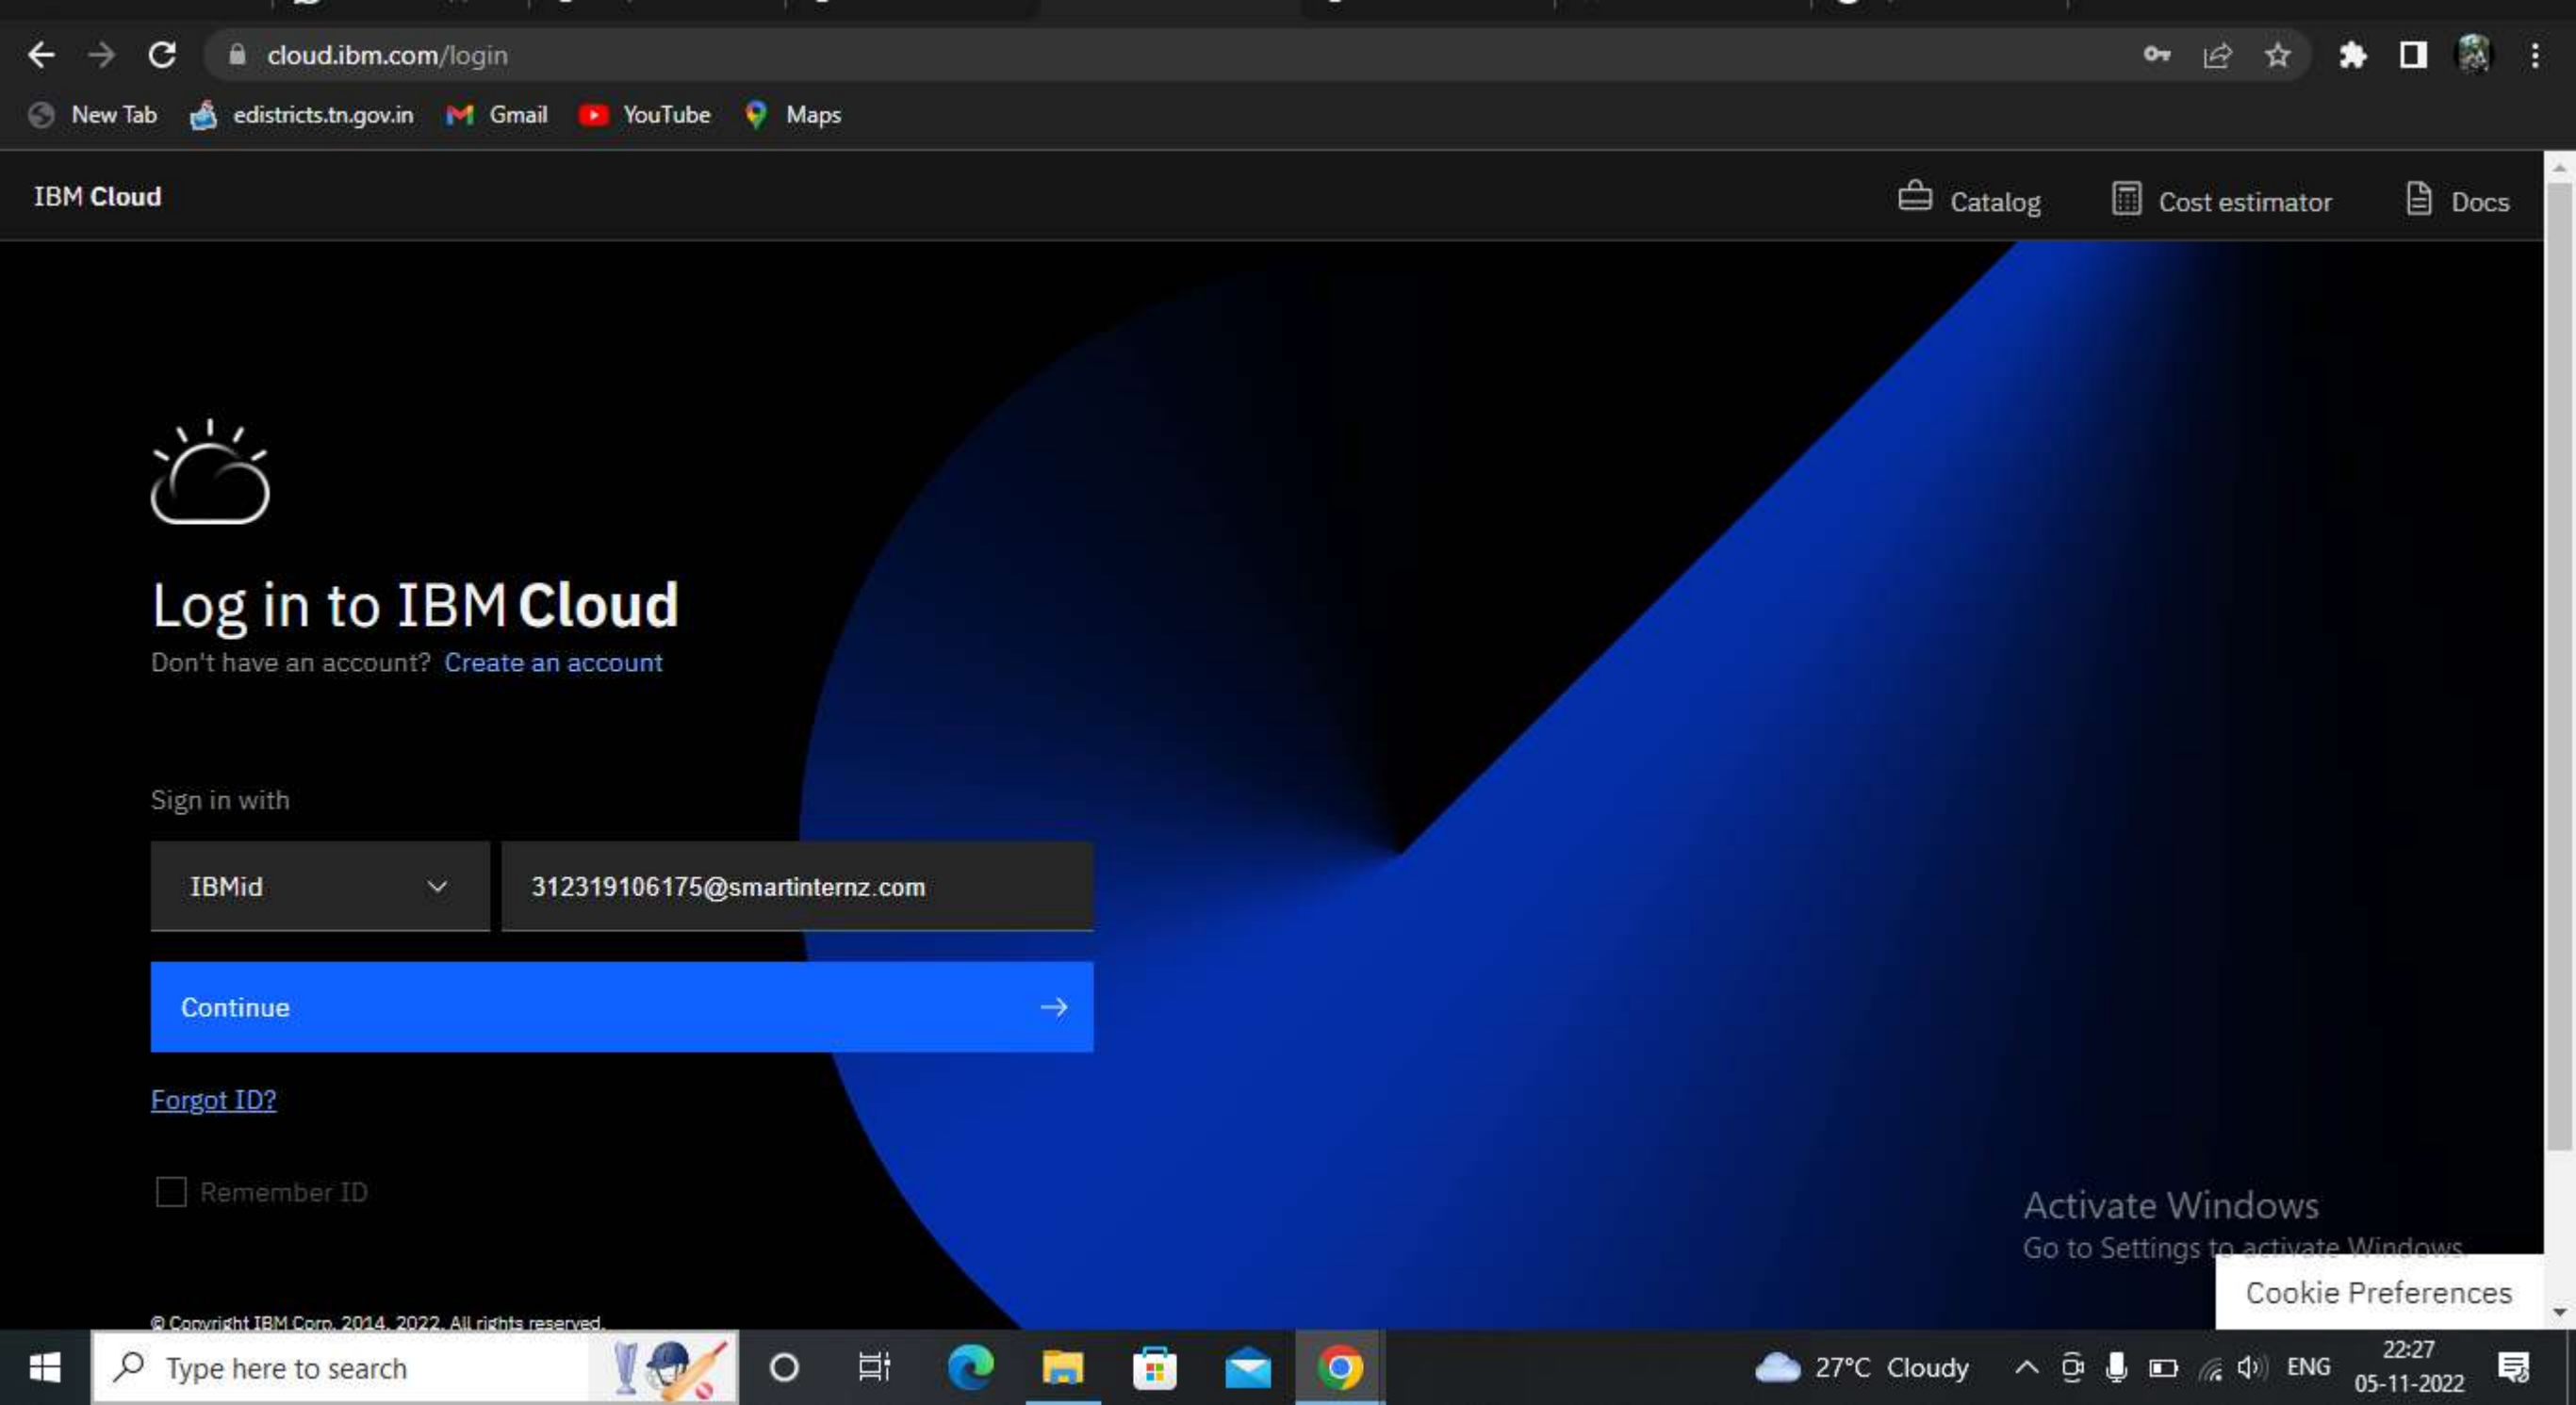 cloud.ibm.com/login
New Tab edistricts.tn.gov.in Gmail YouTube Maps
IBM Cloud Catalog Cost estimator Docs
Log in to IBM Cloud
Don't have an account? Create an account
Sign in with
IBMid 312319106175@smartinternz.com
Continue
Forgot ID?
Remember ID
Activate Windows
Go to Settings to activate Windows.
Cookie Preferences
© Copyright IBM Corp. 2014, 2022. All rights reserved.
Type here to search 27°C Cloudy ENG 22:27
05-11-2022